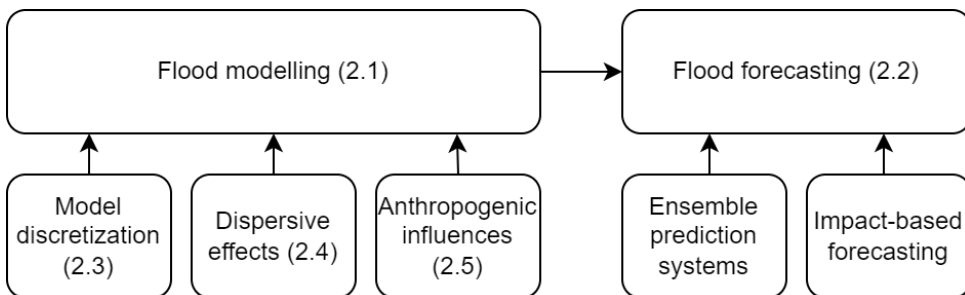 Flood modelling (2.1)
Flood forecasting (2.2)
Model
discretization
(2.3)
Dispersive
effects (2.4)
Anthropogenic
influences
(2.5)
Ensemble
prediction
systems
Impact-based
forecasting